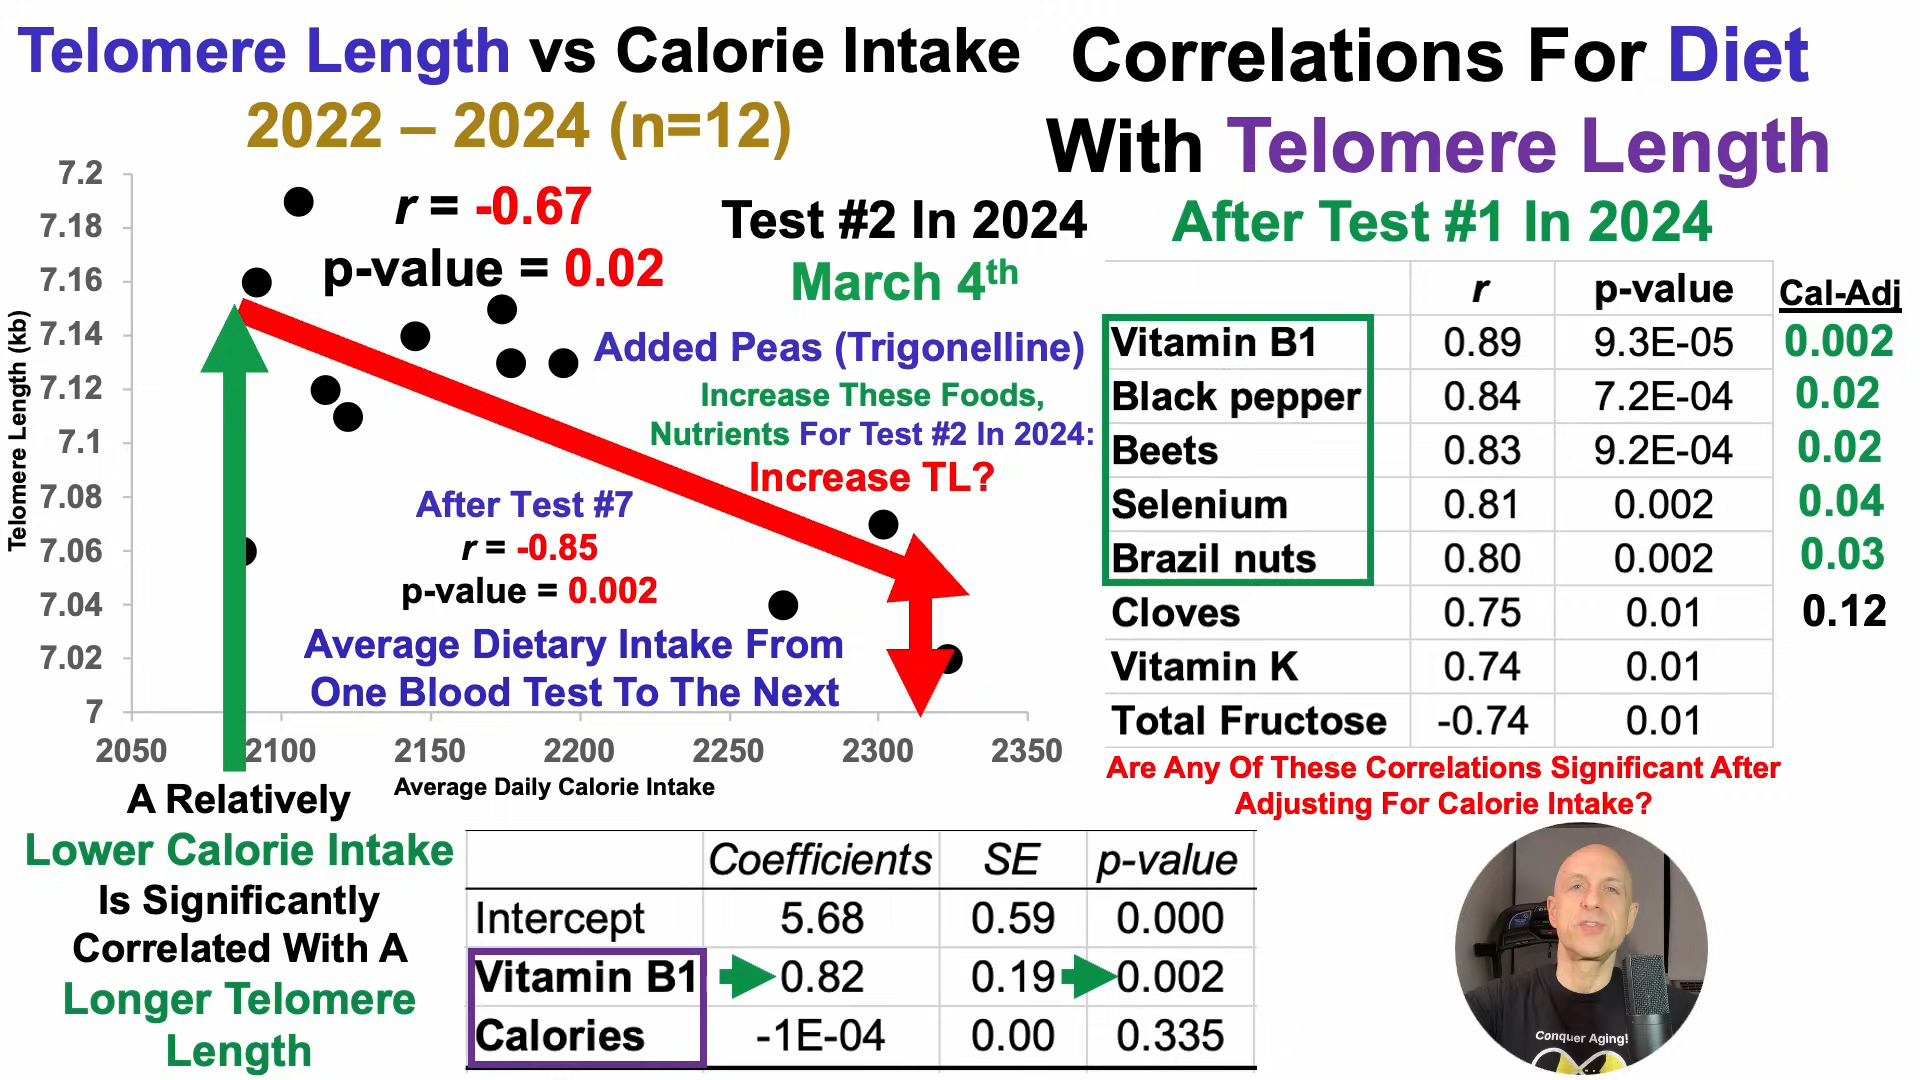 Telomere Length vs Calorie Intake
2022 – 2024 (n=12)
r = -0.67
p-value = 0.02
Test #2 In 2024
March 4th
Added Peas (Trigonelline)
Increase These Foods,
Nutrients For Test #2 In 2024:
Increase TL?
After Test #7
r = -0.85
p-value = 0.002
Average Dietary Intake From
One Blood Test To The Next
Telomere Length (kb)
7.2
7.18
7.16
7.14
7.12
7.1
7.08
7.06
7.04
7.02
7
2050 2100 2150 2200 2250 2300 2350
Average Daily Calorie Intake
A Relatively
Lower Calorie Intake
Is Significantly
Correlated With A
Longer Telomere
Length
Correlations For Diet
With Telomere Length
After Test #1 In 2024
r p-value Cal-Adj
Vitamin B1 0.89 9.3E-05 0.002
Black pepper 0.84 7.2E-04 0.02
Beets 0.83 9.2E-04 0.02
Selenium 0.81 0.002 0.04
Brazil nuts 0.80 0.002 0.03
Cloves 0.75 0.01 0.12
Vitamin K 0.74 0.01
Total Fructose -0.74 0.01
Are Any Of These Correlations Significant After
Adjusting For Calorie Intake?
Coefficients SE p-value
Intercept 5.68 0.59 0.000
Vitamin B1 0.82 0.19 0.002
Calories -1E-04 0.00 0.335
Conquer Aging!